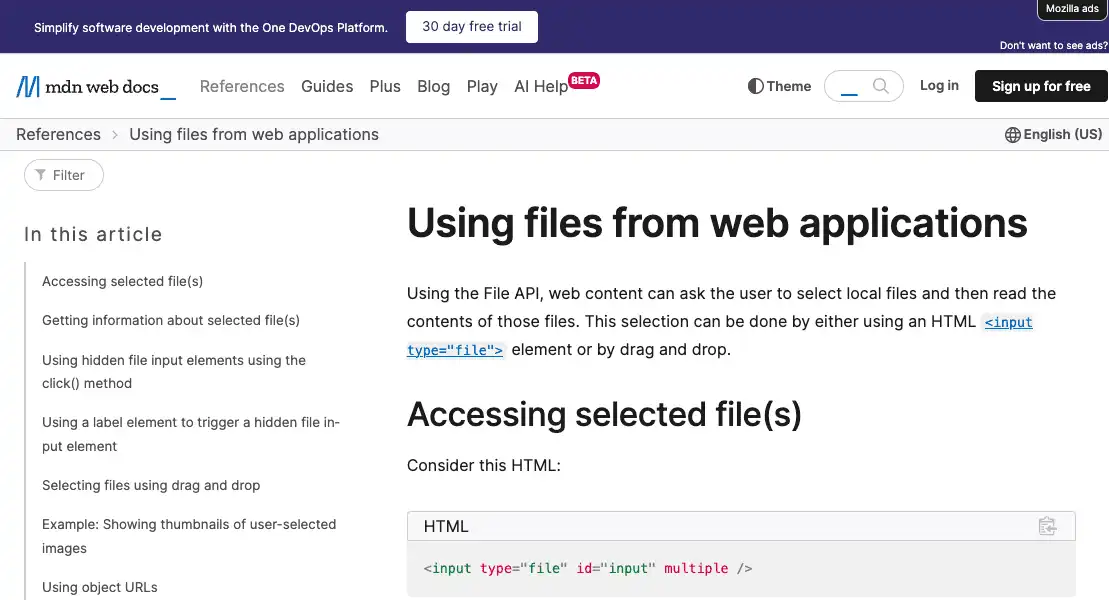 Simplify software development with the One DevOps Platform.
30 day free trial
Mozilla ads
Don't want to see ads?
mdn web docs_
References Guides Plus Blog Play AI Help BETA
Theme
Log in
Sign up for free
References > Using files from web applications
English (US)
Filter
In this article
Accessing selected file(s)
Getting information about selected file(s)
Using hidden file input elements using the
click() method
Using a label element to trigger a hidden file in-
put element
Selecting files using drag and drop
Example: Showing thumbnails of user-selected
images
Using object URLs
Using files from web applications
Using the File API, web content can ask the user to select local files and then read the
contents of those files. This selection can be done by either using an HTML <input
type="file"> element or by drag and drop.
Accessing selected file(s)
Consider this HTML:
HTML
<input type="file" id="input" multiple />